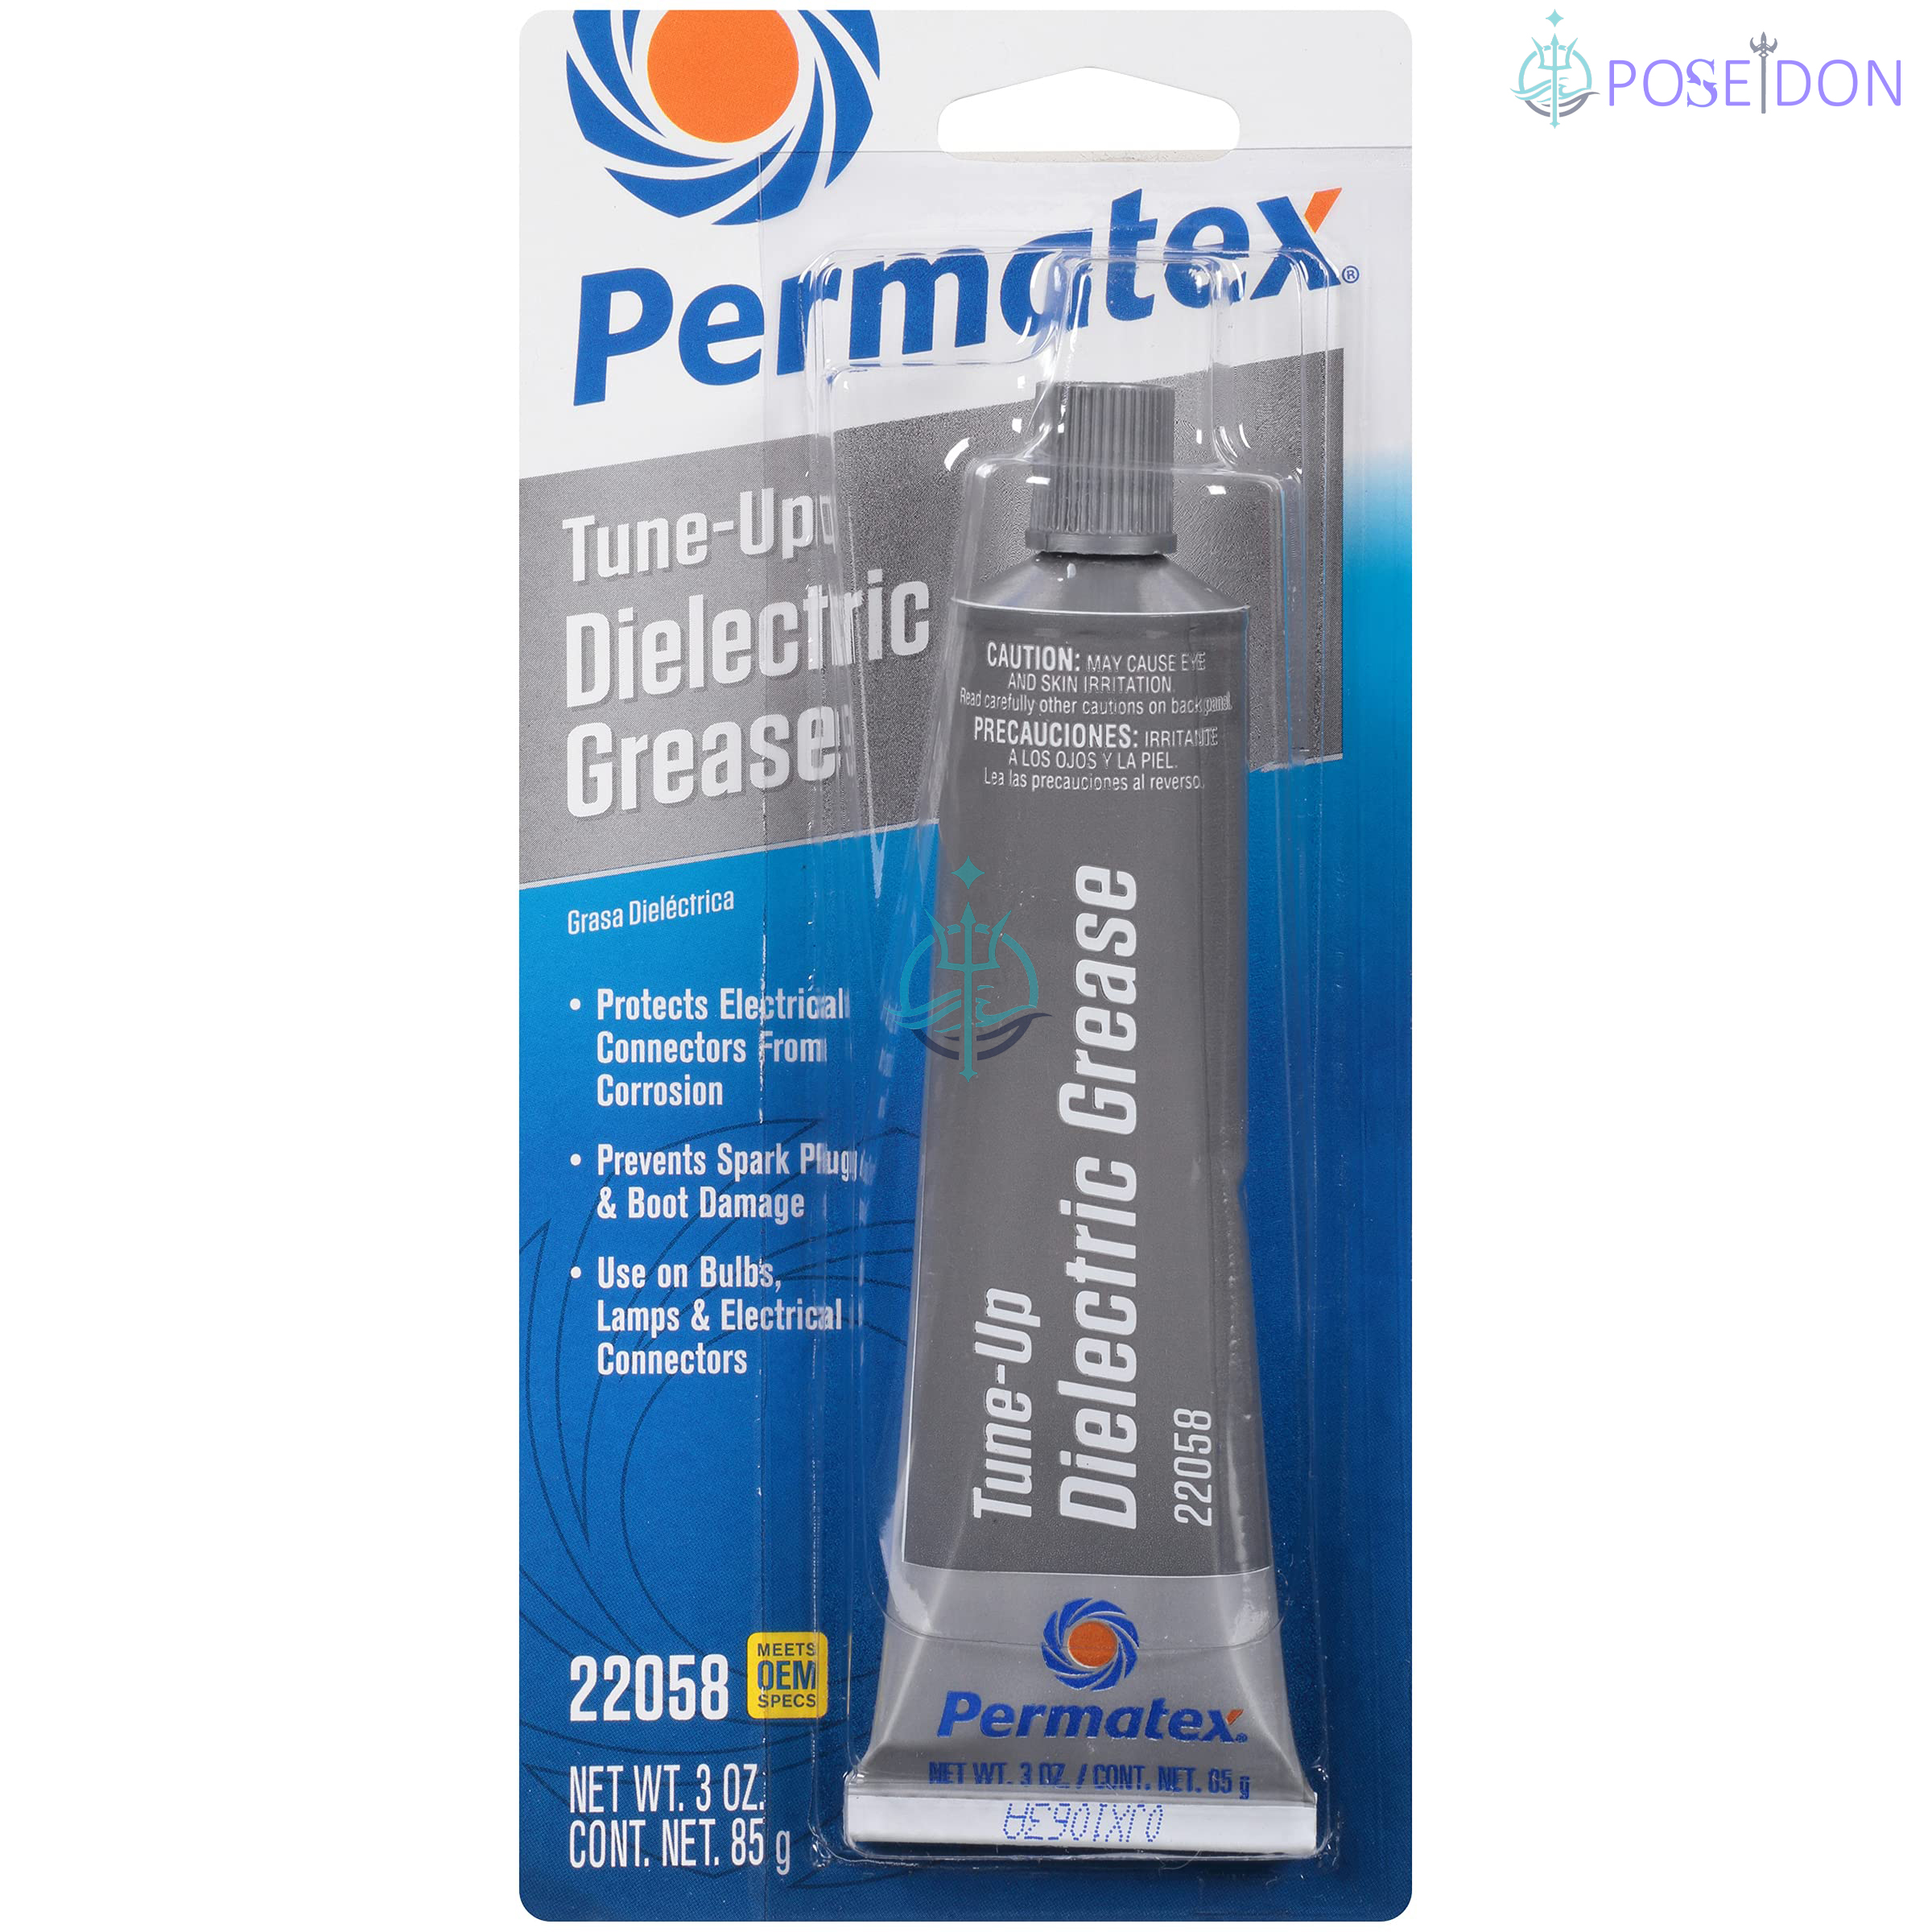 POSEIDON
Permatex®
Tune-Up
Dielectric
Grease
Grasa Dieléctrica
• Protects Electrical
Connectors From
Corrosion
• Prevents Spark Plug
& Boot Damage
• Use on Bulbs,
Lamps & Electrical
Connectors
22058
MEETS
OEM
SPECS
NET WT. 3 OZ.
CONT. NET. 85 g
CAUTION: MAY CAUSE EYE
AND SKIN IRRITATION.
Read carefully other cautions on back panel.
PRECAUCIONES: IRRITANTE
A LOS OJOS Y LA PIEL.
Lea las precauciones al reverso.
Tune-Up
Dielectric Grease
22058
Permatex.
NET WT. 3 OZ. / CONT. NET. 85 g